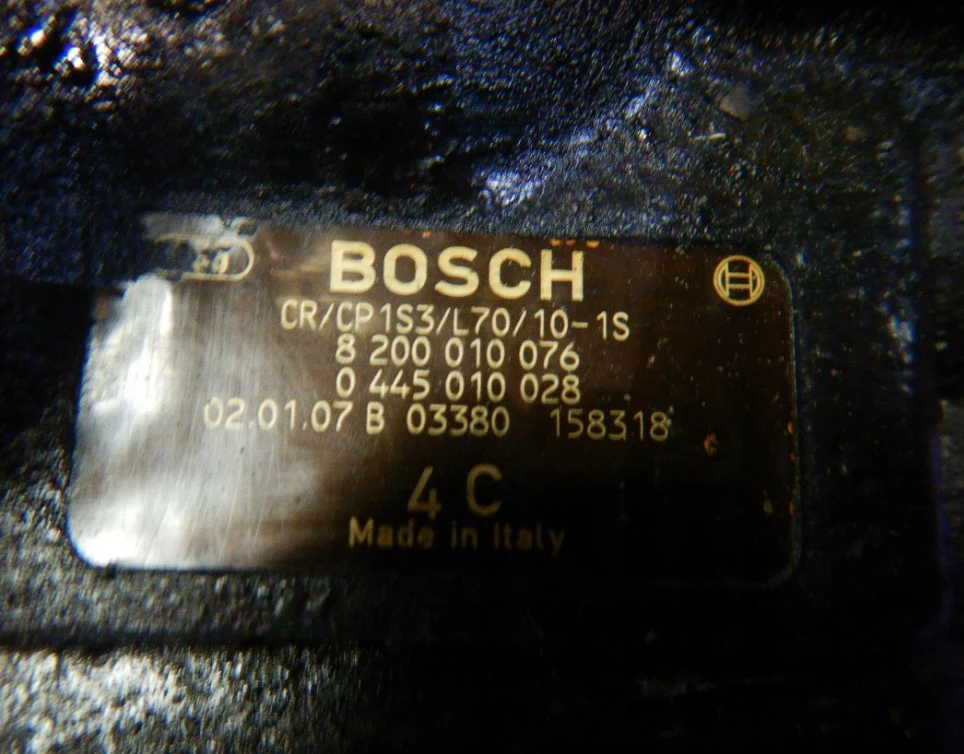 BOSCH
CR/CP1S3/L70/10-1S
8 200 010 076
0 445 010 028
02.01.07 B 03380 158318
4 C
Made in Italy